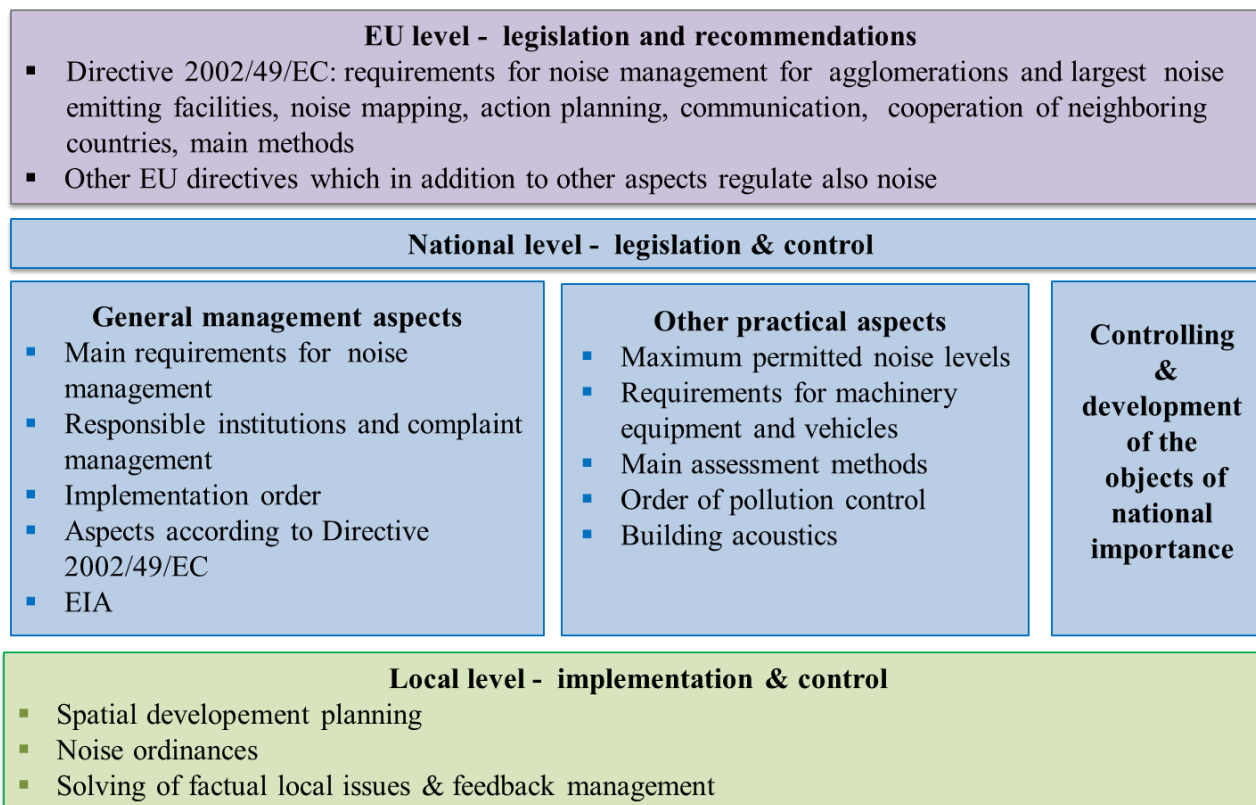 EU level - legislation and recommendations
▪ Directive 2002/49/EC: requirements for noise management for agglomerations and largest noise
emitting facilities, noise mapping, action planning, communication, cooperation of neighboring
countries, main methods
▪ Other EU directives which in addition to other aspects regulate also noise
National level - legislation & control
General management aspects
▪ Main requirements for noise
management
▪ Responsible institutions and complaint
management
▪ Implementation order
▪ Aspects according to Directive
2002/49/EC
▪ EIA
Other practical aspects
▪ Maximum permitted noise levels
▪ Requirements for machinery
equipment and vehicles
▪ Main assessment methods
▪ Order of pollution control
▪ Building acoustics
Controlling
&
development
of the
objects of
national
importance
Local level - implementation & control
▪ Spatial developement planning
▪ Noise ordinances
▪ Solving of factual local issues & feedback management